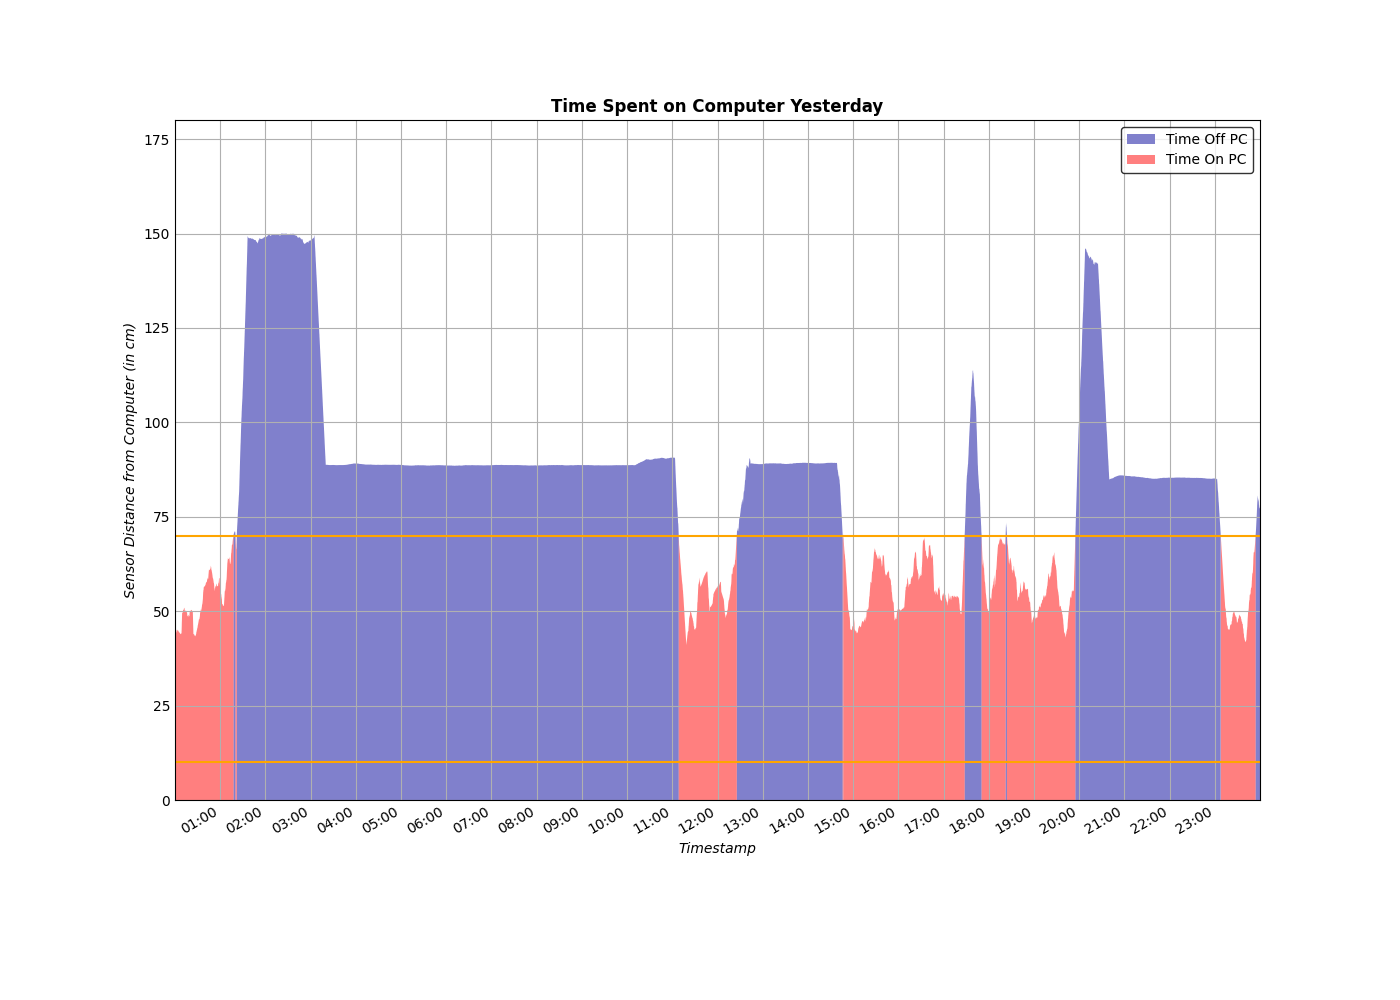 Time Spent on Computer Yesterday
Time Off PC
Time On PC
175
150
125
100
75
50
25
0
Sensor Distance from Computer (in cm)
01:00 02:00 03:00 04:00 05:00 06:00 07:00 08:00 09:00 10:00 11:00 12:00 13:00 14:00 15:00 16:00 17:00 18:00 19:00 20:00 21:00 22:00 23:00
Timestamp